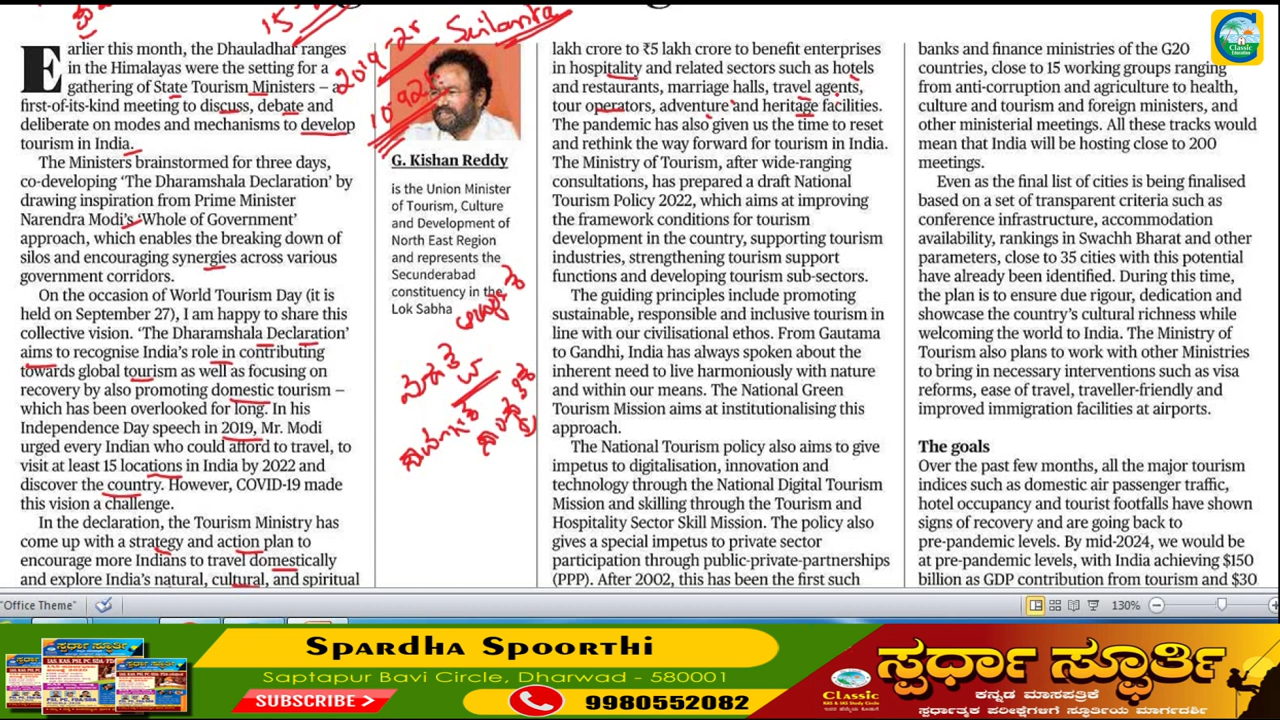 15-
2019-25
Srilanka
10928
Classic
Education
Earlier this month, the Dhauladhar ranges
in the Himalayas were the setting for a
gathering of State Tourism Ministers – a
first-of-its-kind meeting to discuss, debate and
deliberate on modes and mechanisms to develop
tourism in India.
The Ministers brainstormed for three days,
co-developing ‘The Dharamshala Declaration’ by
drawing inspiration from Prime Minister
Narendra Modi’s ‘Whole of Government’
approach, which enables the breaking down of
silos and encouraging synergies across various
government corridors.
On the occasion of World Tourism Day (it is
held on September 27), I am happy to share this
collective vision. ‘The Dharamshala Declaration’
aims to recognise India’s role in contributing
towards global tourism as well as focusing on
recovery by also promoting domestic tourism —
which has been overlooked for long. In his
Independence Day speech in 2019, Mr. Modi
urged every Indian who could afford to travel, to
visit at least 15 locations in India by 2022 and
discover the country. However, COVID-19 made
this vision a challenge.
In the declaration, the Tourism Ministry has
come up with a strategy and action plan to
encourage more Indians to travel domestically
and explore India’s natural, cultural, and spiritual
G. Kishan Reddy
is the Union Minister
of Tourism, Culture
and Development of
North East Region
and represents the
Secunderabad
constituency in the
Lok Sabha
lakh crore to ₹5 lakh crore to benefit enterprises
in hospitality and related sectors such as hotels
and restaurants, marriage halls, travel agents,
tour operators, adventure and heritage facilities.
The pandemic has also given us the time to reset
and rethink the way forward for tourism in India.
The Ministry of Tourism, after wide-ranging
consultations, has prepared a draft National
Tourism Policy 2022, which aims at improving
the framework conditions for tourism
development in the country, supporting tourism
industries, strengthening tourism support
functions and developing tourism sub-sectors.
The guiding principles include promoting
sustainable, responsible and inclusive tourism in
line with our civilisational ethos. From Gautama
to Gandhi, India has always spoken about the
inherent need to live harmoniously with nature
and within our means. The National Green
Tourism Mission aims at institutionalising this
approach.
The National Tourism policy also aims to give
impetus to digitalisation, innovation and
technology through the National Digital Tourism
Mission and skilling through the Tourism and
Hospitality Sector Skill Mission. The policy also
gives a special impetus to private sector
participation through public-private-partnerships
(PPP). After 2002, this has been the first such
banks and finance ministries of the G20
countries, close to 15 working groups ranging
from anti-corruption and agriculture to health,
culture and tourism and foreign ministers, and
other ministerial meetings. All these tracks would
mean that India will be hosting close to 200
meetings.
Even as the final list of cities is being finalised
based on a set of transparent criteria such as
conference infrastructure, accommodation
availability, rankings in Swachh Bharat and other
parameters, close to 35 cities with this potential
have already been identified. During this time,
the plan is to ensure due rigour, dedication and
showcase the country’s cultural richness while
welcoming the world to India. The Ministry of
Tourism also plans to work with other Ministries
to bring in necessary interventions such as visa
reforms, ease of travel, traveller-friendly and
improved immigration facilities at airports.
The goals
Over the past few months, all the major tourism
indices such as domestic air passenger traffic,
hotel occupancy and tourist footfalls have shown
signs of recovery and are going back to
pre-pandemic levels. By mid-2024, we would be
at pre-pandemic levels, with India achieving $150
billion as GDP contribution from tourism and $30
"Office Theme"
130%
Spardha Spoorthi
Saptapur Bavi Circle, Dharwad - 580001
SUBSCRIBE
9980552082
Classic
KAS & IAS Study Circle
ಸ್ಪರ್ಧಾ ಸ್ಫೂರ್ತಿ
ಕನ್ನಡ ಮಾಸಪತ್ರಿಕೆ
ಸ್ಪರ್ಧಾತ್ಮಕ ಪರೀಕ್ಷೆಗಳಿಗೆ ಸ್ಫೂರ್ತಿಯ ಮಾರ್ಗದರ್ಶಿ